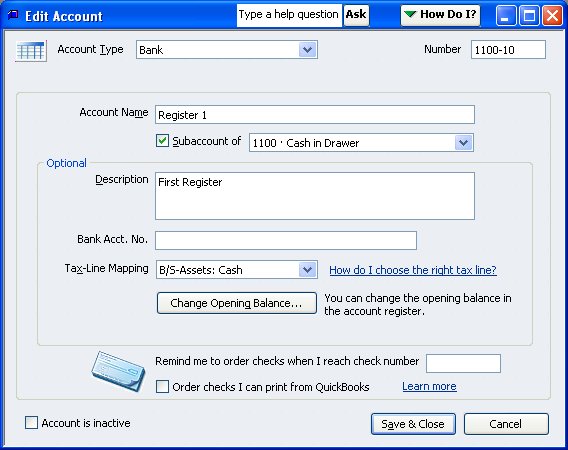 Edit Account
Type a help question Ask
How Do I?
Account Type Bank
Number 1100-10
Account Name Register 1
Subaccount of 1100 · Cash in Drawer
Optional
Description First Register
Bank Acct. No.
Tax-Line Mapping B/S-Assets: Cash How do I choose the right tax line?
Change Opening Balance... You can change the opening balance in
the account register.
Remind me to order checks when I reach check number
Order checks I can print from QuickBooks Learn more
Account is inactive Save & Close Cancel